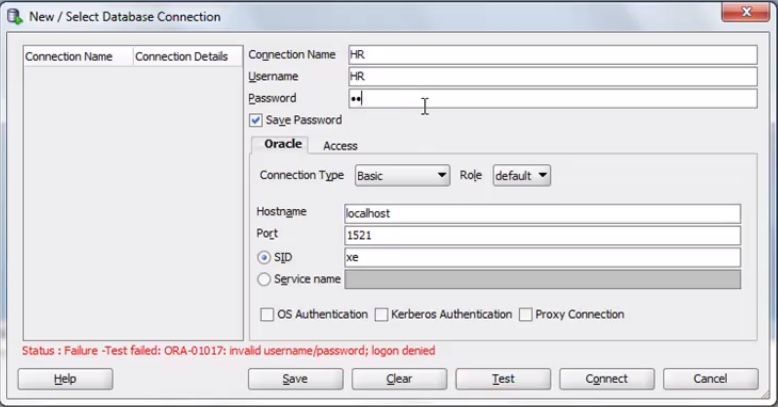 New / Select Database Connection
Connection Name Connection Details
Connection Name HR
Username HR
Password ••
Save Password
Oracle Access
Connection Type Basic Role default
Hostname localhost
Port 1521
SID xe
Service name
OS Authentication Kerberos Authentication Proxy Connection
Status : Failure -Test failed: ORA-01017: invalid username/password; logon denied
Help Save Clear Test Connect Cancel